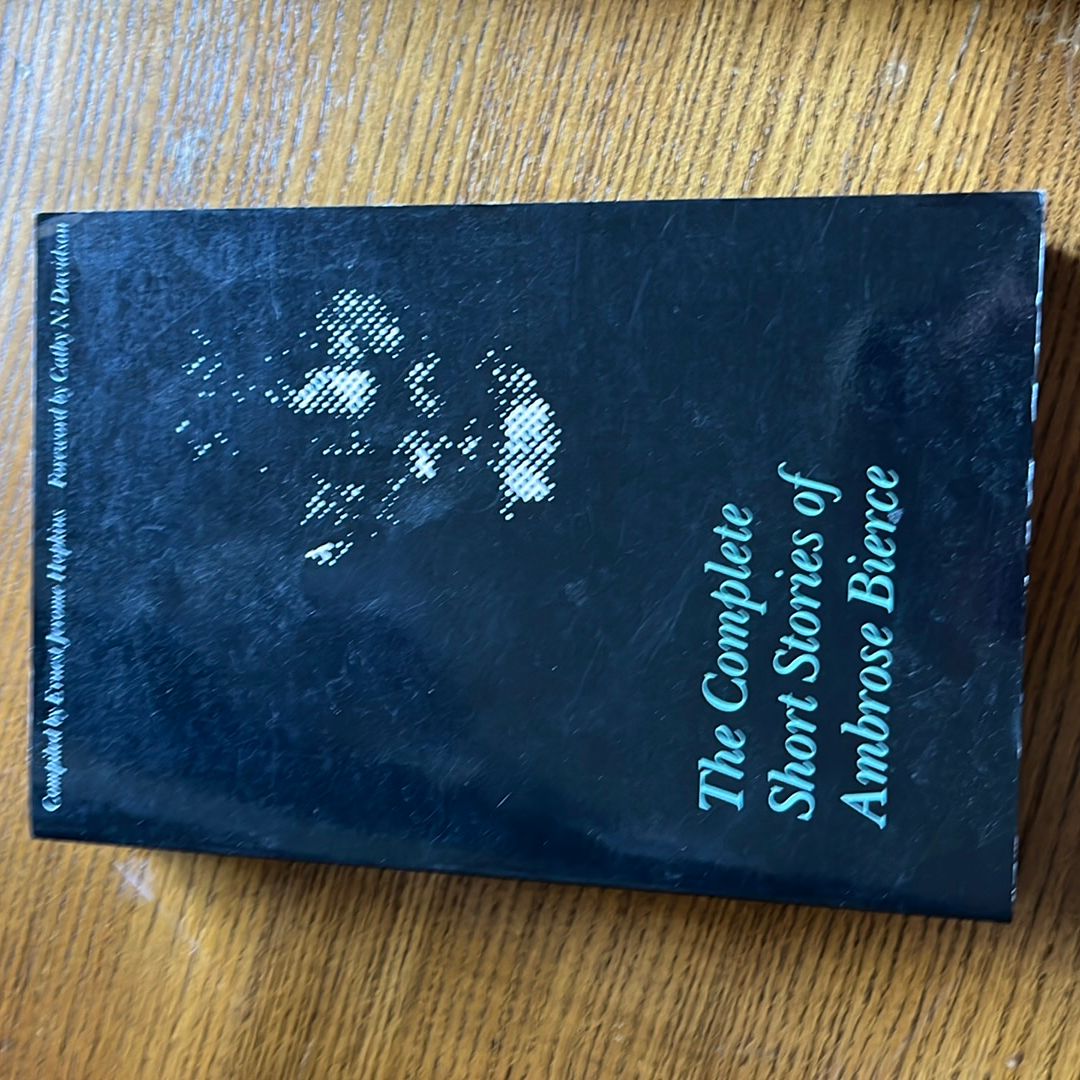 Compiled by Ernest Jerome Hopkins Foreword by Cathy N. Davidson
The Complete
Short Stories of
Ambrose Bierce